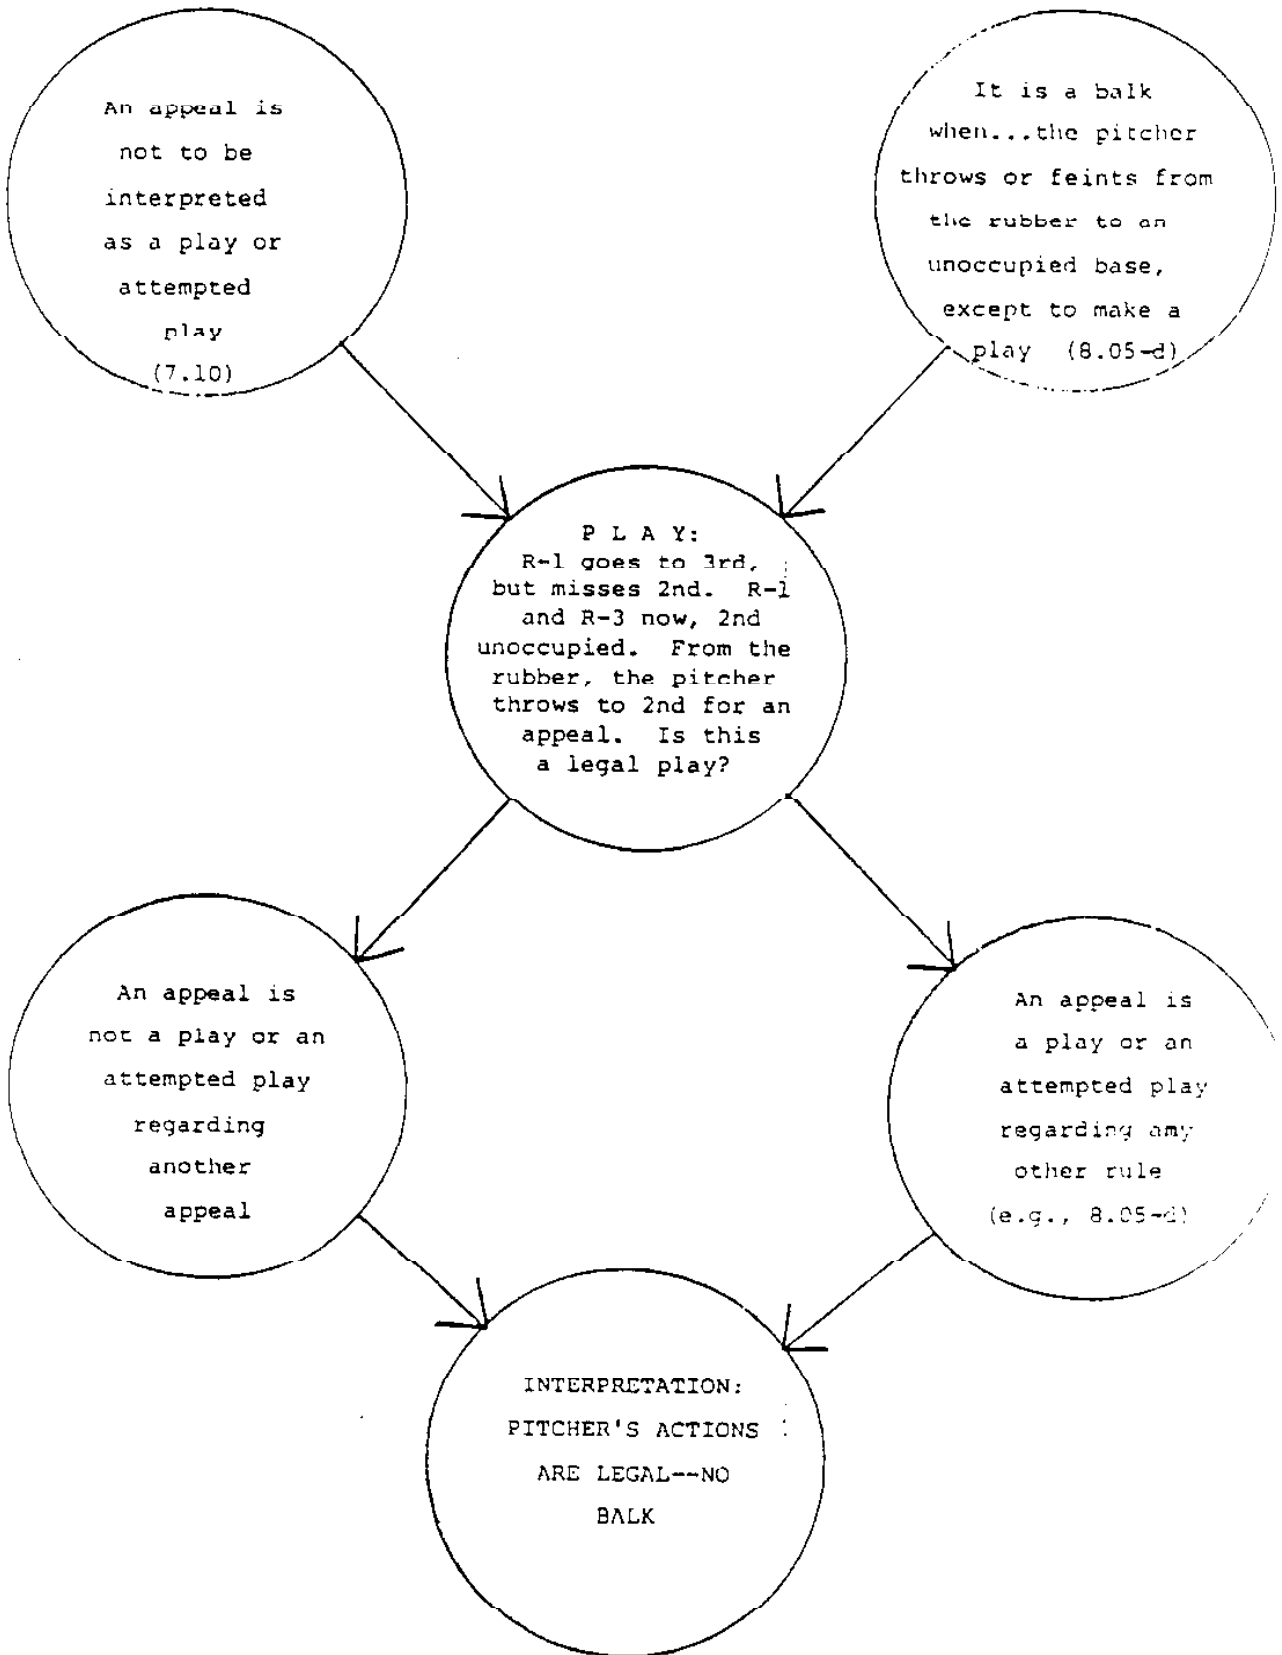 An appeal is
not to be
interpreted
as a play or
attempted
play
(7.10)
It is a balk
when...the pitcher
throws or feints from
the rubber to an
unoccupied base,
except to make a
play (8.05-d)
P L A Y:
R-1 goes to 3rd,
but misses 2nd. R-1
and R-3 now, 2nd
unoccupied. From the
rubber, the pitcher
throws to 2nd for an
appeal. Is this
a legal play?
An appeal is
not a play or an
attempted play
regarding
another
appeal
An appeal is
a play or an
attempted play
regarding amy
other rule
(e.g., 8.05-d)
INTERPRETATION:
PITCHER'S ACTIONS
ARE LEGAL--NO
BALK